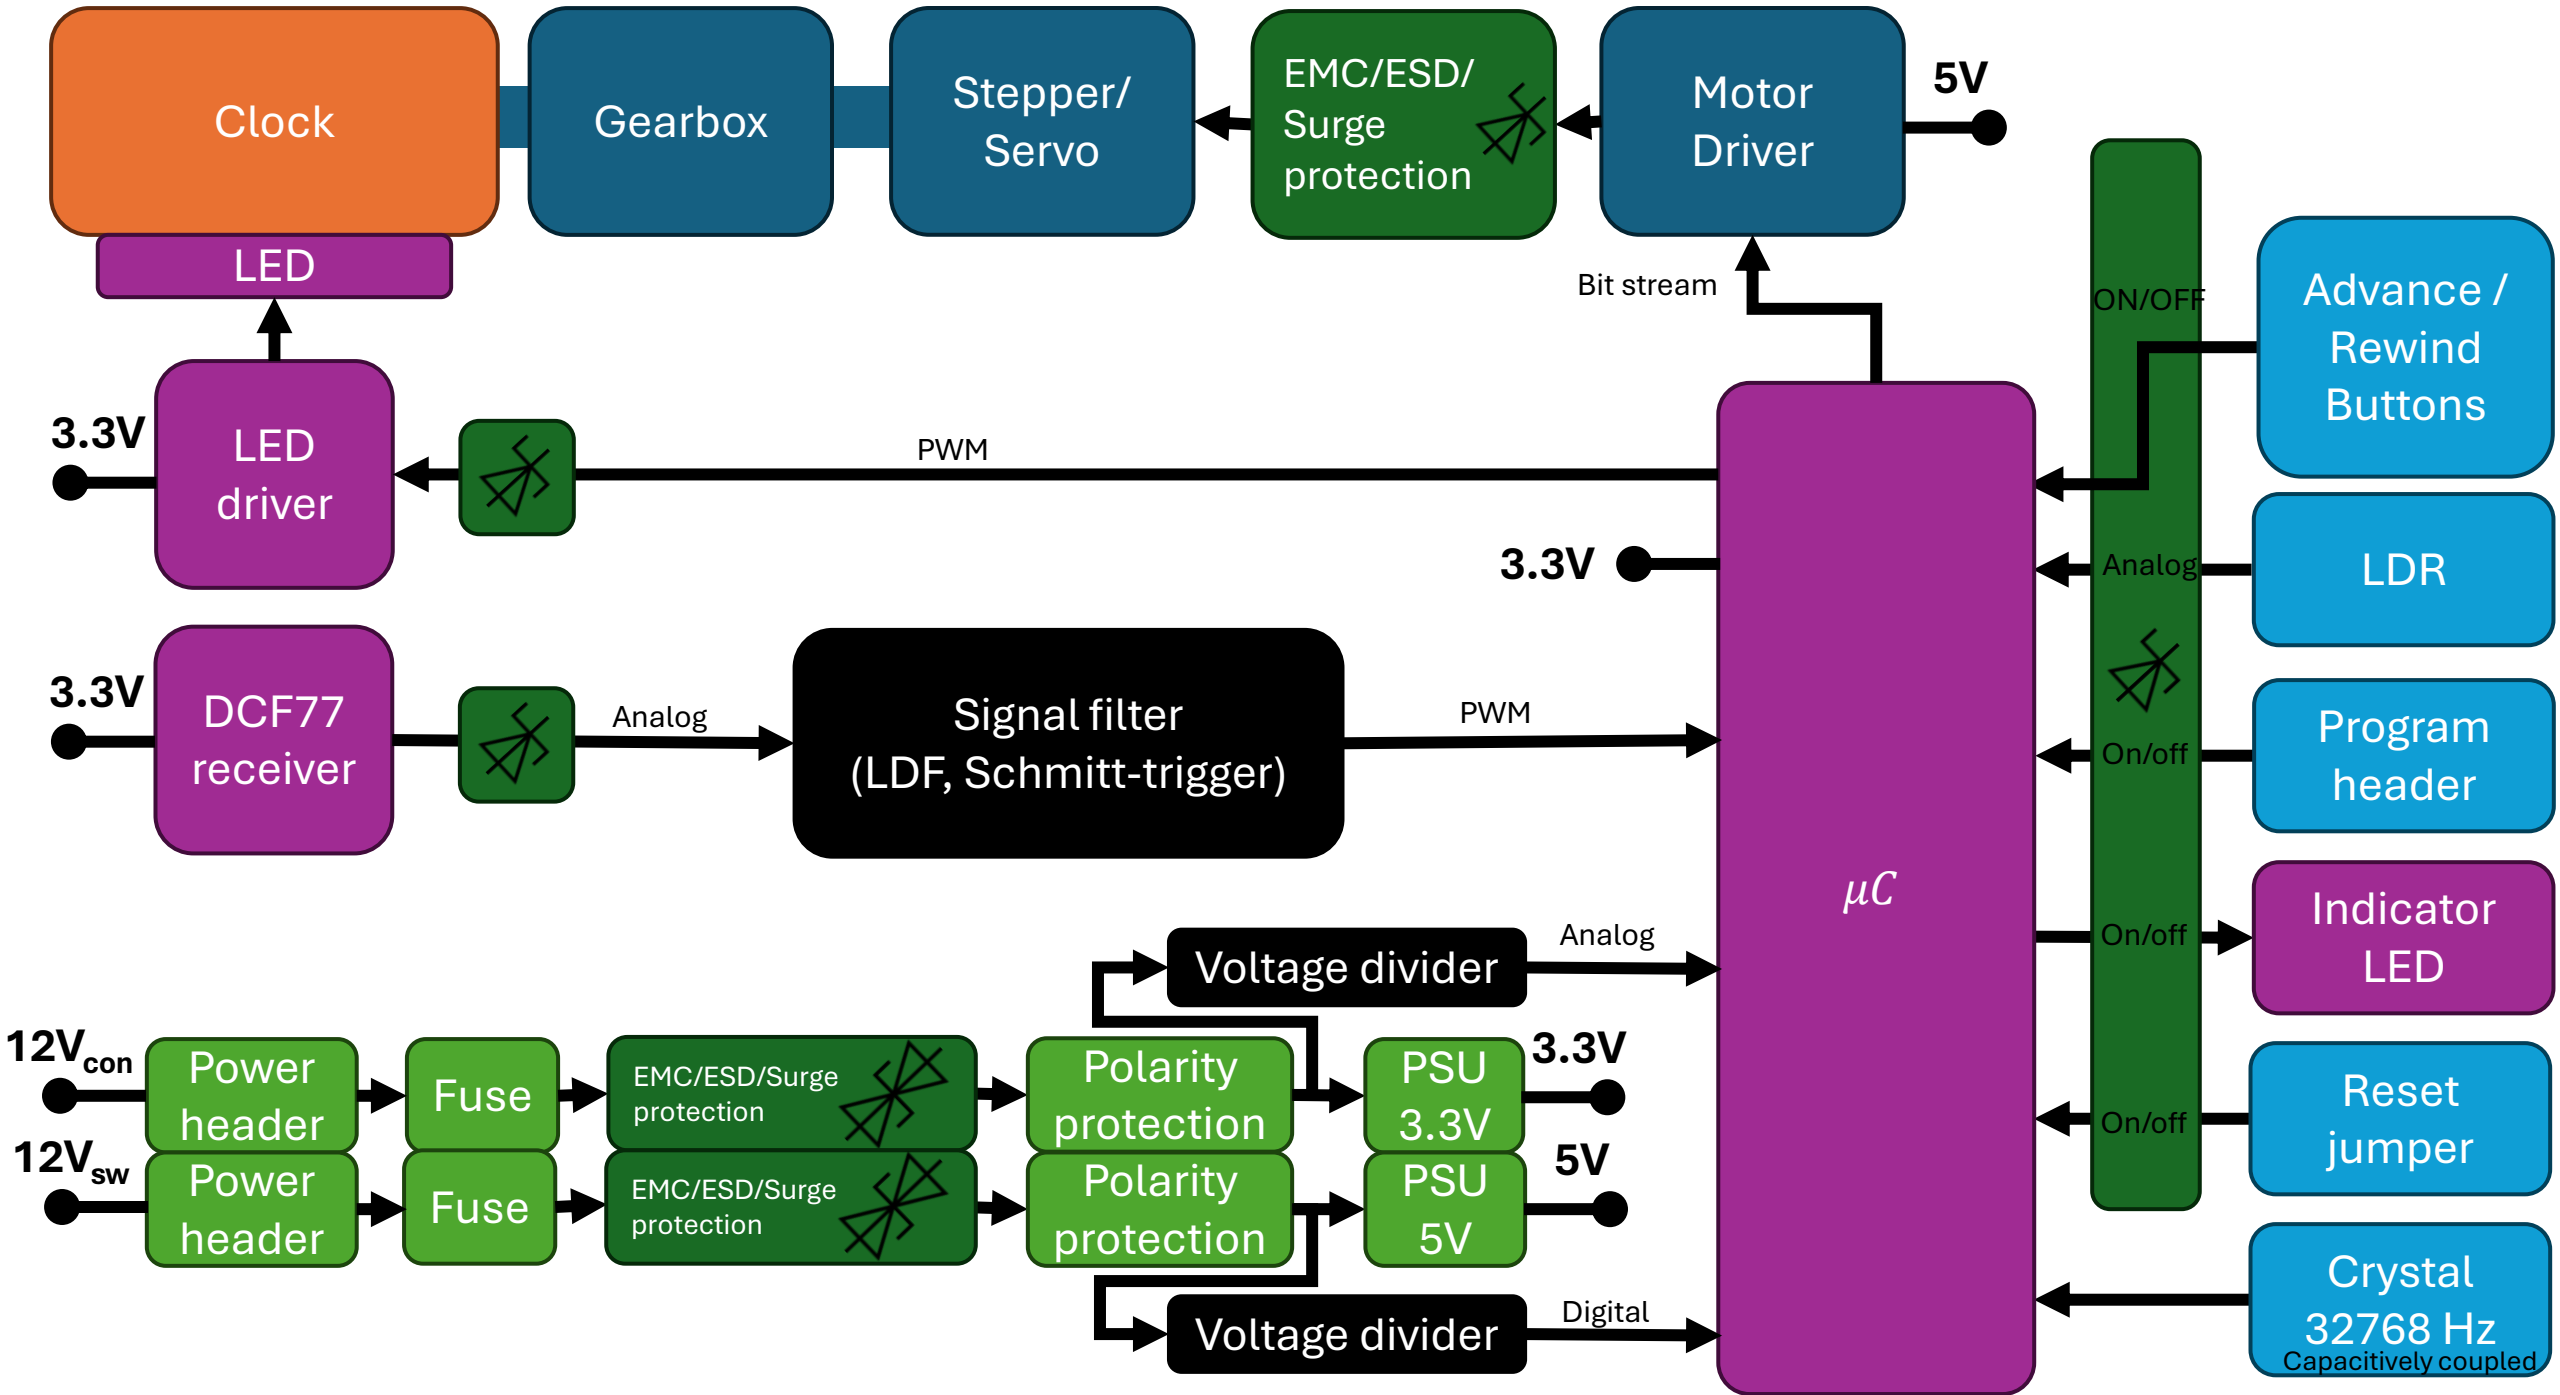 Clock
Gearbox
Stepper/
Servo
EMC/ESD/
Surge
protection
Motor
Driver
5V
LED
Bit stream
ON/OFF
Advance /
Rewind
Buttons
3.3V
LED
driver
PWM
3.3V
Analog
LDR
3.3V
DCF77
receiver
Analog
Signal filter
(LDF, Schmitt-trigger)
PWM
On/off
Program
header
μC
On/off
Indicator
LED
Voltage divider
Analog
12Vcon
Power
header
Fuse
EMC/ESD/Surge
protection
Polarity
protection
PSU
3.3V
3.3V
On/off
Reset
jumper
12Vsw
Power
header
Fuse
EMC/ESD/Surge
protection
Polarity
protection
PSU
5V
5V
Voltage divider
Digital
Crystal
32768 Hz
Capacitively coupled